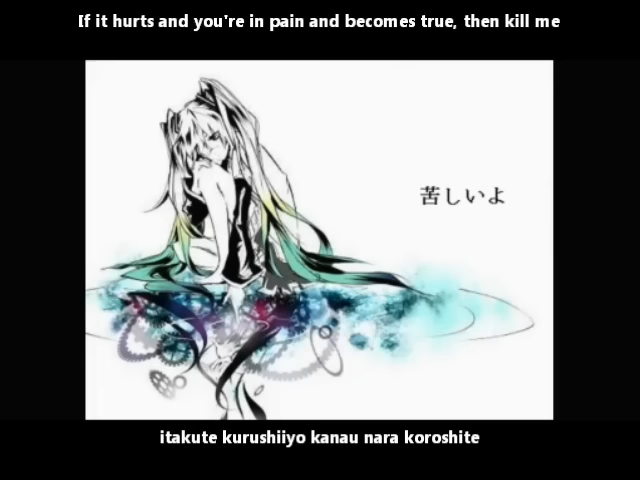 If it hurts and you're in pain and becomes true, then kill me
苦しいよ
itakute kurushiiyo kanau nara koroshite